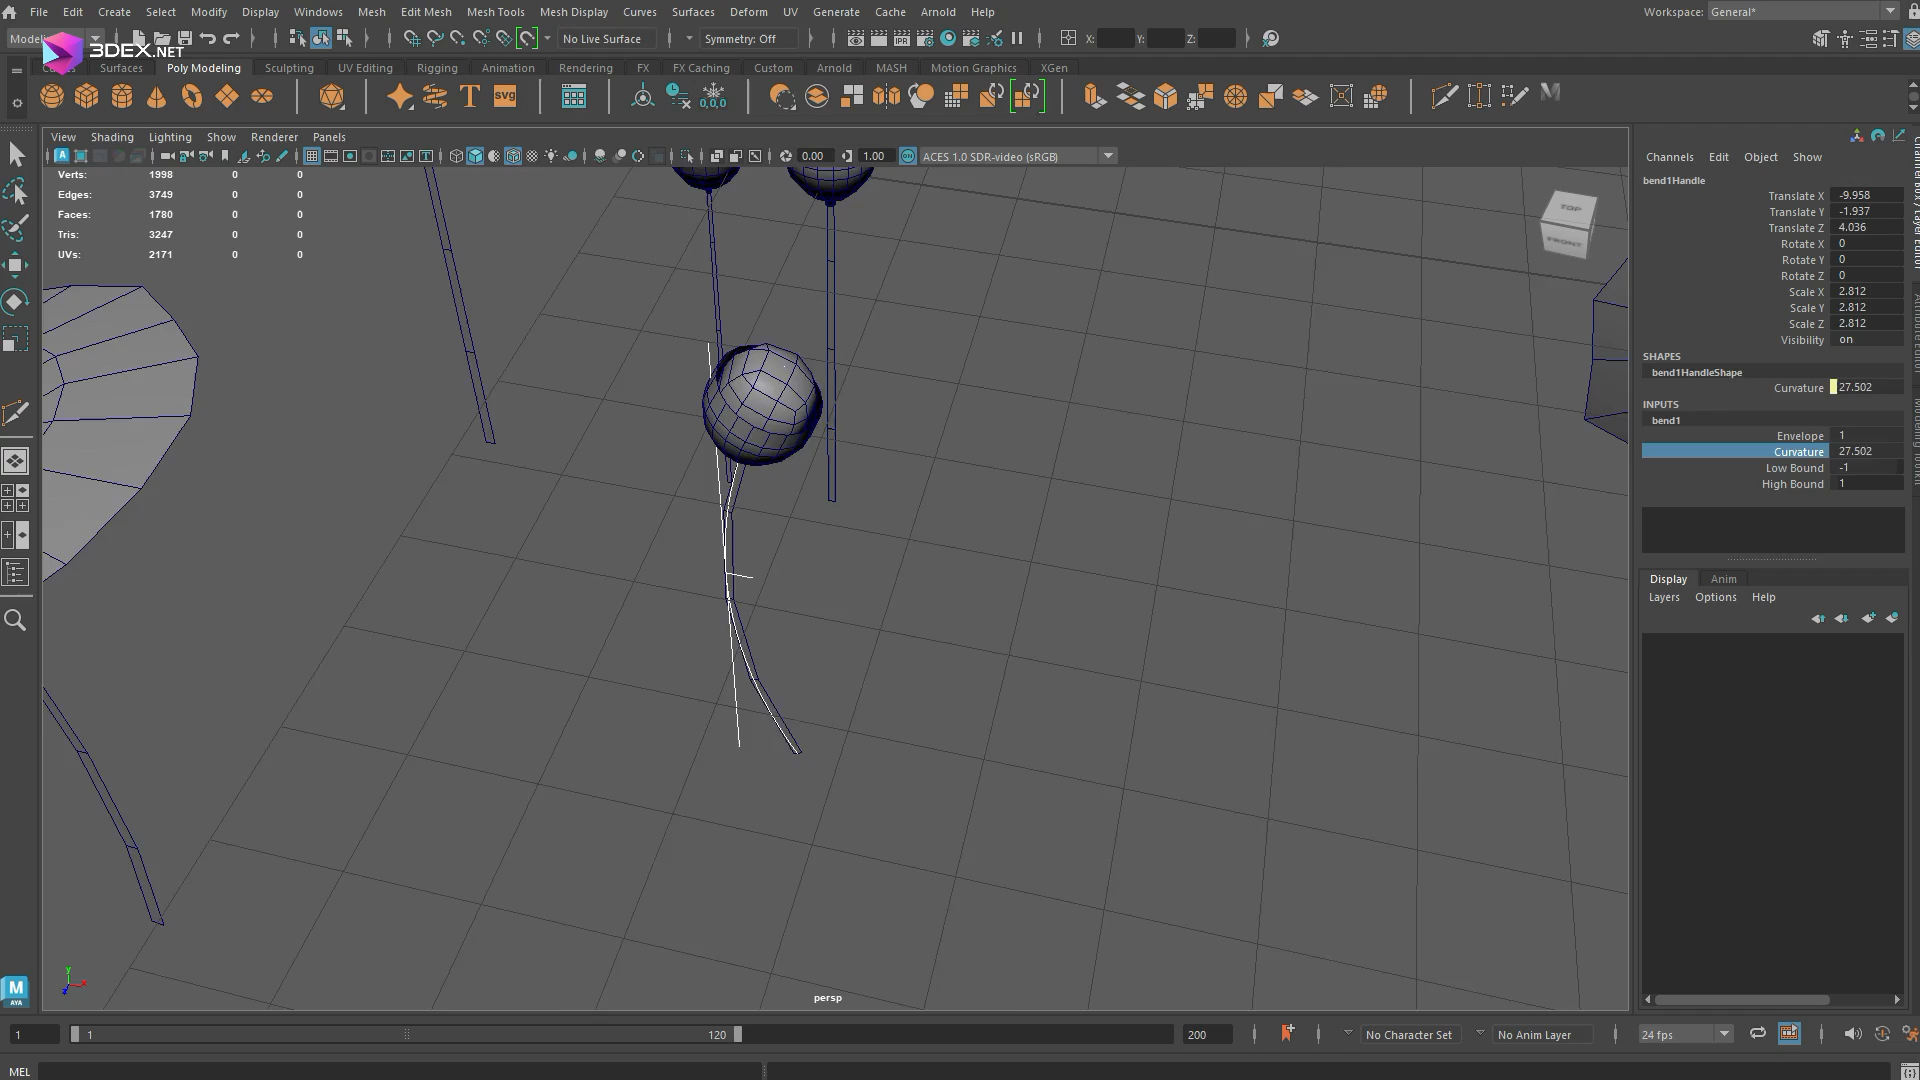 File Edit Create Select Modify Display Windows Mesh Edit Mesh Mesh Tools Mesh Display Curves Surfaces Deform UV Generate Cache Arnold Help Workspace: General*
No Live Surface Symmetry: Off X: Y: Z:
3DEX.NET
Surfaces Poly Modeling Sculpting UV Editing Rigging Animation Rendering FX FX Caching Custom Arnold MASH Motion Graphics XGen
T svg 0,0,0 M
View Shading Lighting Show Renderer Panels
0.00 1.00 ACES 1.0 SDR-video (sRGB)
Verts: 1998 0 0
Edges: 3749 0 0
Faces: 1780 0 0
Tris: 3247 0 0
UVs: 2171 0 0
TOP
FRONT
persp
Channels Edit Object Show
bend1Handle
Translate X -9.958
Translate Y -1.937
Translate Z 4.036
Rotate X 0
Rotate Y 0
Rotate Z 0
Scale X 2.812
Scale Y 2.812
Scale Z 2.812
Visibility on
SHAPES
bend1HandleShape
Curvature 27.502
INPUTS
bend1
Envelope 1
Curvature 27.502
Low Bound -1
High Bound 1
Display Anim
Layers Options Help
M
AYA
1 1 120 200 No Character Set No Anim Layer 24 fps
MEL